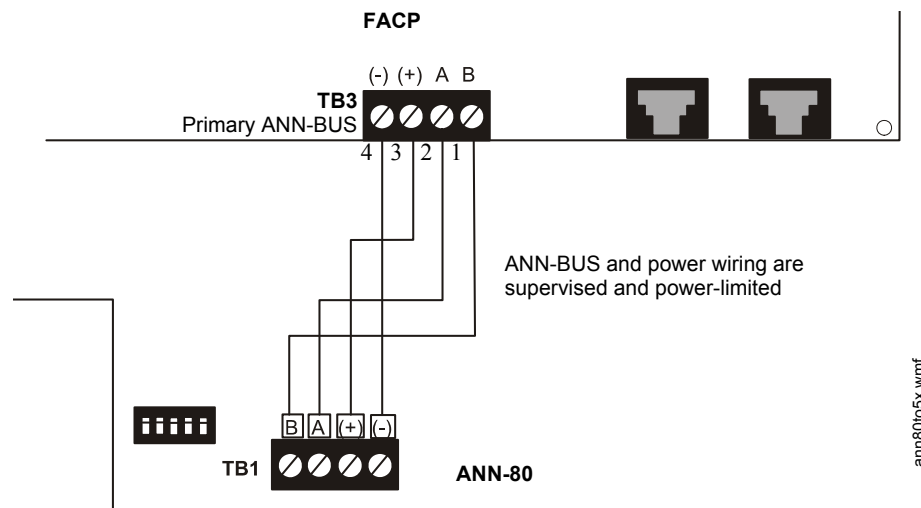 FACP
(-) (+) A B
TB3
Primary ANN-BUS
4 3 2 1
ANN-BUS and power wiring are
supervised and power-limited
B A (+) (-)
TB1
ANN-80
ann80to5x.wmf